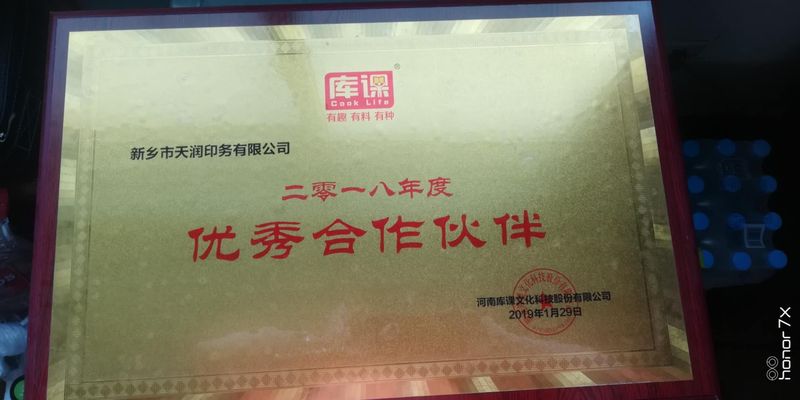 库课®
Cook Life
有趣 有料 有种
新乡市天润印务有限公司
二零一八年度
优秀合作伙伴
河南库课文化科技股份有限公司
2019年1月29日
honor 7X